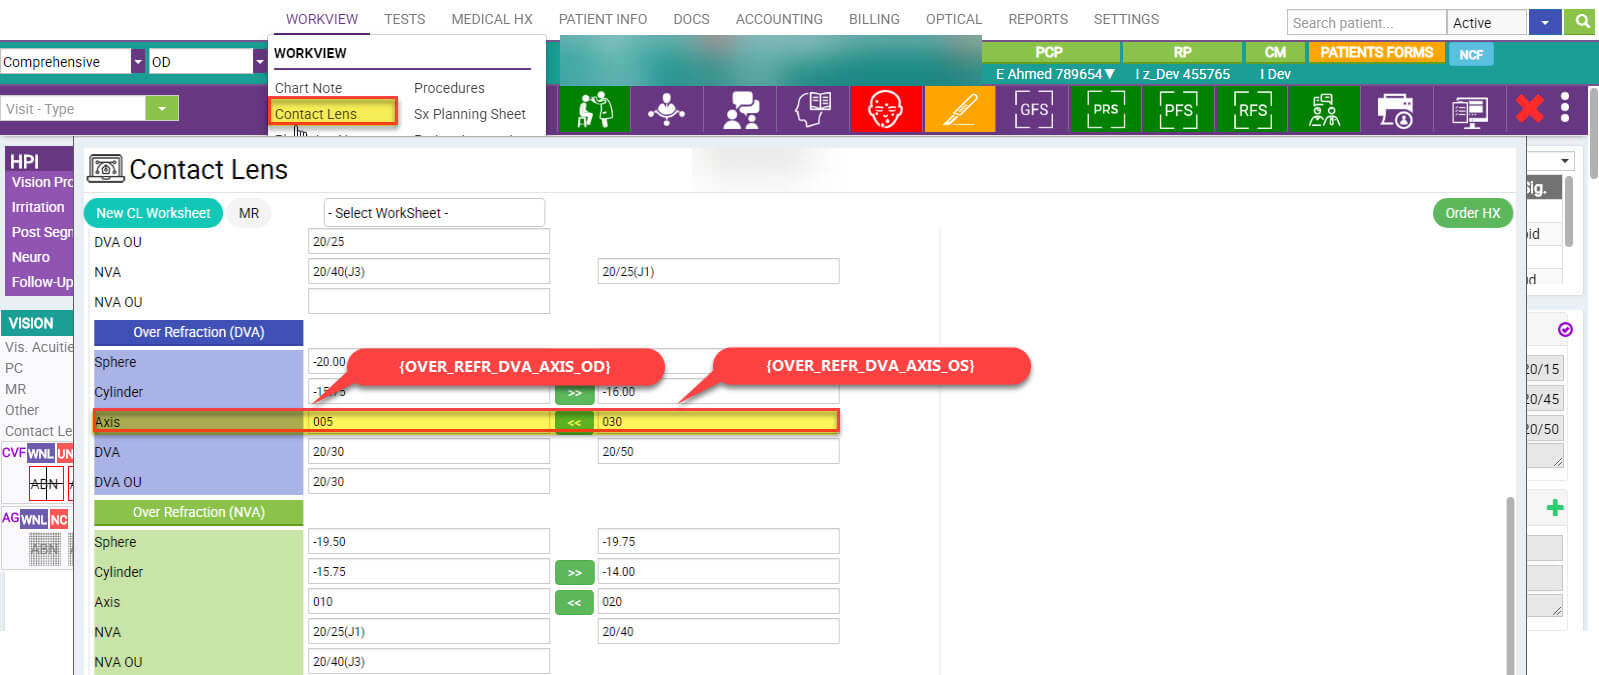 WORKVIEW TESTS MEDICAL HX PATIENT INFO DOCS ACCOUNTING BILLING OPTICAL REPORTS SETTINGS
Search patient... Active
WORKVIEW
Chart Note Procedures
Contact Lens Sx Planning Sheet
Comprehensive OD
Visit - Type
PCP RP CM PATIENTS FORMS NCF
E Ahmed 789654▼ I z_Dev 455765 I Dev
GFS PRS PFS RFS
HPI
Vision Pro
Irritation
Post Segn
Neuro
Follow-Up
VISION
Vis. Acuitie
PC
MR
Other
Contact Le
CVF WNL UN
ABN
AG WNL NC
ABN
Contact Lens
New CL Worksheet MR - Select WorkSheet - Order HX
DVA OU 20/25
NVA 20/40(J3) 20/25(J1)
NVA OU
Over Refraction (DVA)
Sphere -20.00
{OVER_REFR_DVA_AXIS_OD} {OVER_REFR_DVA_AXIS_OS}
Cylinder -15.75 >> -16.00
Axis 005 << 030
DVA 20/30 20/50
DVA OU 20/30
Over Refraction (NVA)
Sphere -19.50 -19.75
Cylinder -15.75 >> -14.00
Axis 010 << 020
NVA 20/25(J1) 20/40
NVA OU 20/40(J3)
Sig.
id
d
20/15
20/45
20/50